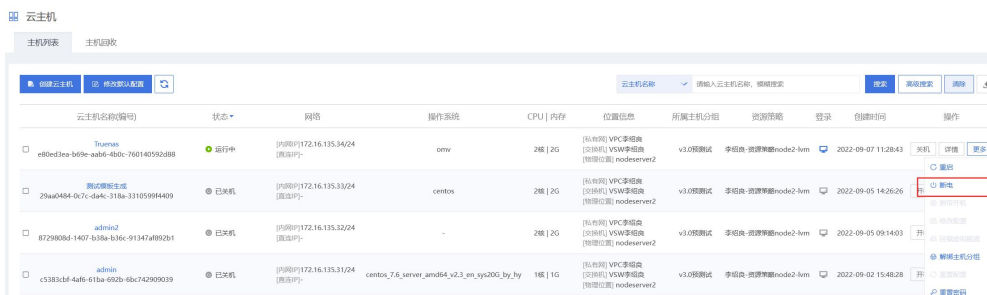 云主机
主机列表 主机回收
创建云主机 修改默认配置 云主机名称 请输入云主机名称，模糊搜索 搜索 高级搜索 清除
云主机名称(编号) 状态 网络 操作系统 CPU | 内存 位置信息 所属主机分组 资源策略 登录 创建时间 操作
Truenas
e80ed3ea-b69e-aab6-4b0c-760140592d88
运行中
[内网IP]172.16.135.34/24
[直连IP]-
omv
2核 | 2G
[私有网] VPC李绍良
[交换机] VSW李绍良
[物理位置] nodeserver2
v3.0预测试
李绍良-资源策略node2-lvm
2022-09-07 11:28:43
关机 详情 更多
重启
断电
测试模板生成
29aa0484-0c7c-da4c-318a-3310599f4409
已关机
[内网IP]172.16.135.33/24
[直连IP]-
centos
2核 | 2G
[私有网] VPC李绍良
[交换机] VSW李绍良
[物理位置] nodeserver2
v3.0预测试
李绍良-资源策略node2-lvm
2022-09-05 14:26:26
admin2
8729808d-1407-b38a-b36c-91347af892b1
已关机
[内网IP]172.16.135.32/24
[直连IP]-
-
2核 | 2G
[私有网] VPC李绍良
[交换机] VSW李绍良
[物理位置] nodeserver2
v3.0预测试
李绍良-资源策略node2-lvm
2022-09-05 09:14:03
开
修改配置
解绑主机分组
admin
c5383cbf-4af6-61ba-692b-6bc742909039
已关机
[内网IP]172.16.135.31/24
[直连IP]-
centos_7.6_server_amd64_v2.3_en_sys20G_by_hy
1核 | 1G
[私有网] VPC李绍良
[交换机] VSW李绍良
[物理位置] nodeserver2
v3.0预测试
李绍良-资源策略node2-lvm
2022-09-02 15:48:28
开
重置配置
重置密码